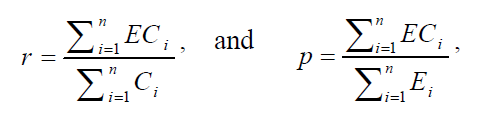 r = \frac{\sum_{i=1}^{n} EC_i}{\sum_{i=1}^{n} C_i}, and p = \frac{\sum_{i=1}^{n} EC_i}{\sum_{i=1}^{n} E_i},